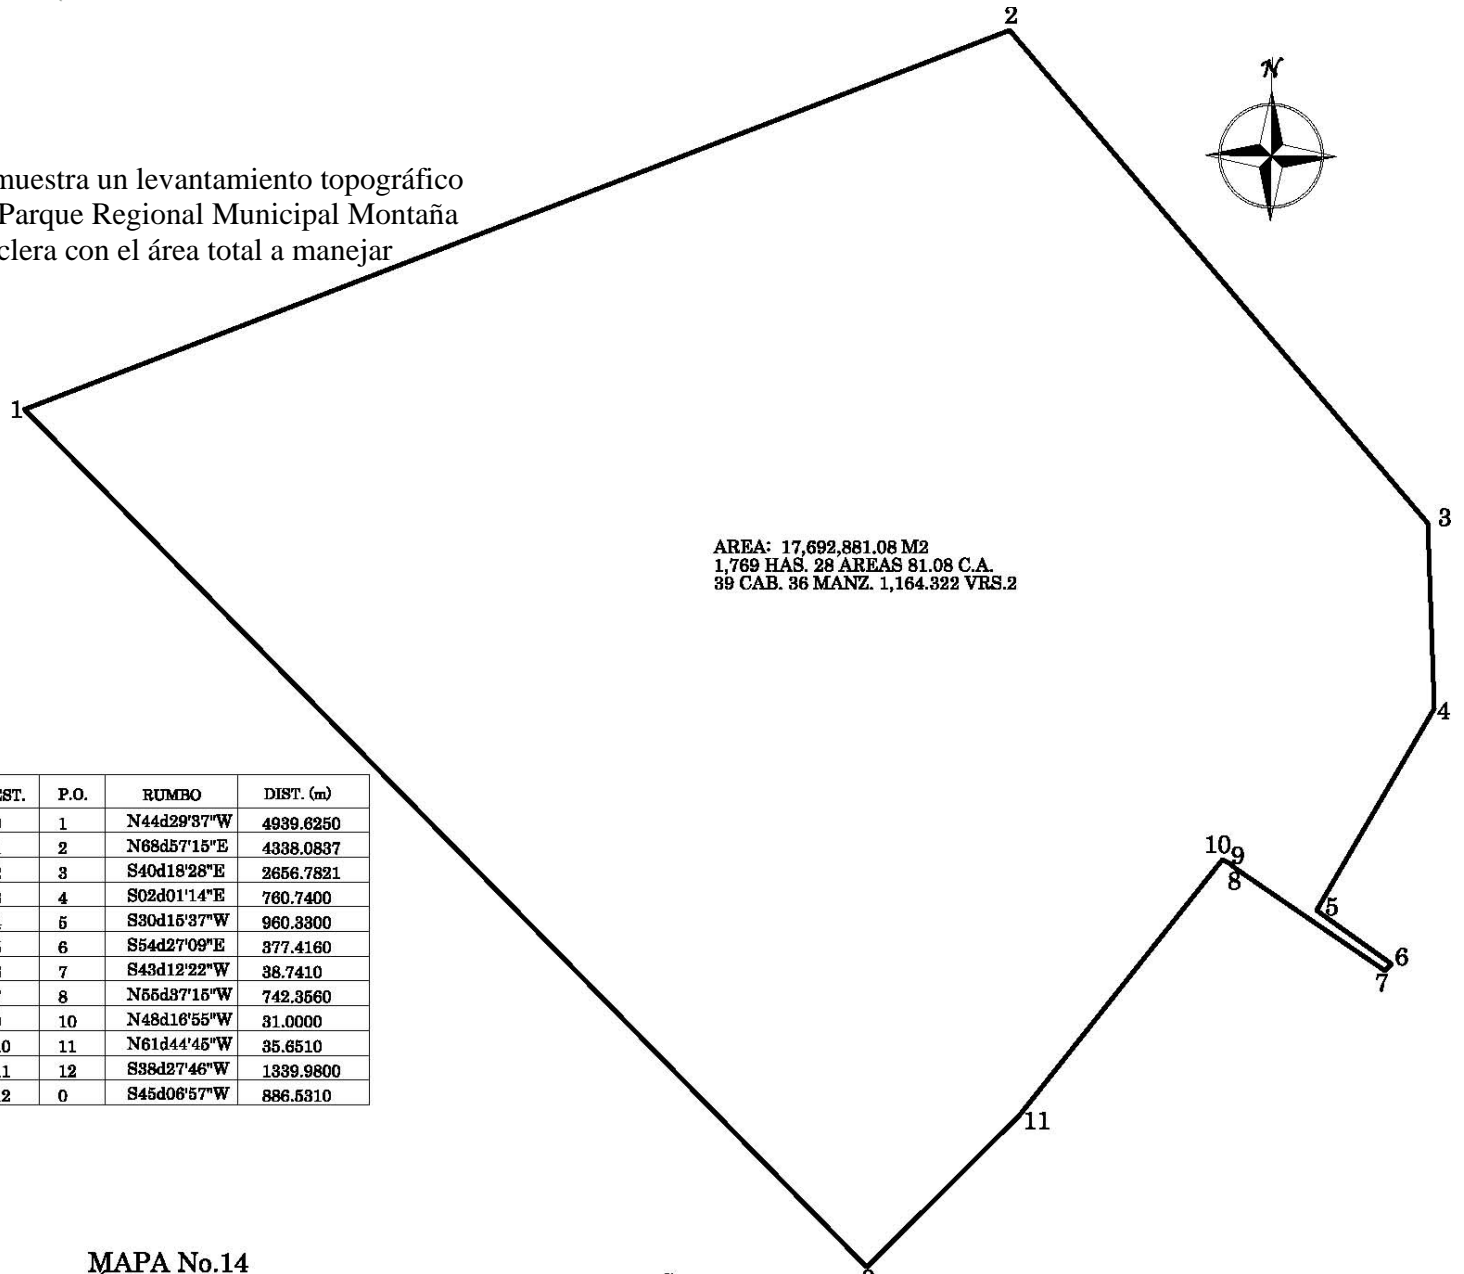 2
N
muestra un levantamiento topográfico
Parque Regional Municipal Montaña
clera con el área total a manejar
1
3
AREA: 17,692,881.08 M2
1,769 HAS. 28 AREAS 81.08 C.A.
39 CAB. 36 MANZ. 1,164.322 VRS.2
4
EST. P.O. RUMBO DIST. (m)
1 N44d29'37"W 4939.6250
2 N68d57'15"E 4338.0837
3 S40d18'28"E 2656.7821
4 S02d01'14"E 760.7400
5 S30d15'37"W 960.3300
6 S54d27'09"E 377.4160
7 S43d12'22"W 38.7410
8 N55d37'15"W 742.3560
10 N48d16'55"W 31.0000
11 N61d44'45"W 35.6510
12 S38d27'46"W 1339.9800
0 S45d06'57"W 886.5310
10 9
8
5
6
7
11
MAPA No.14